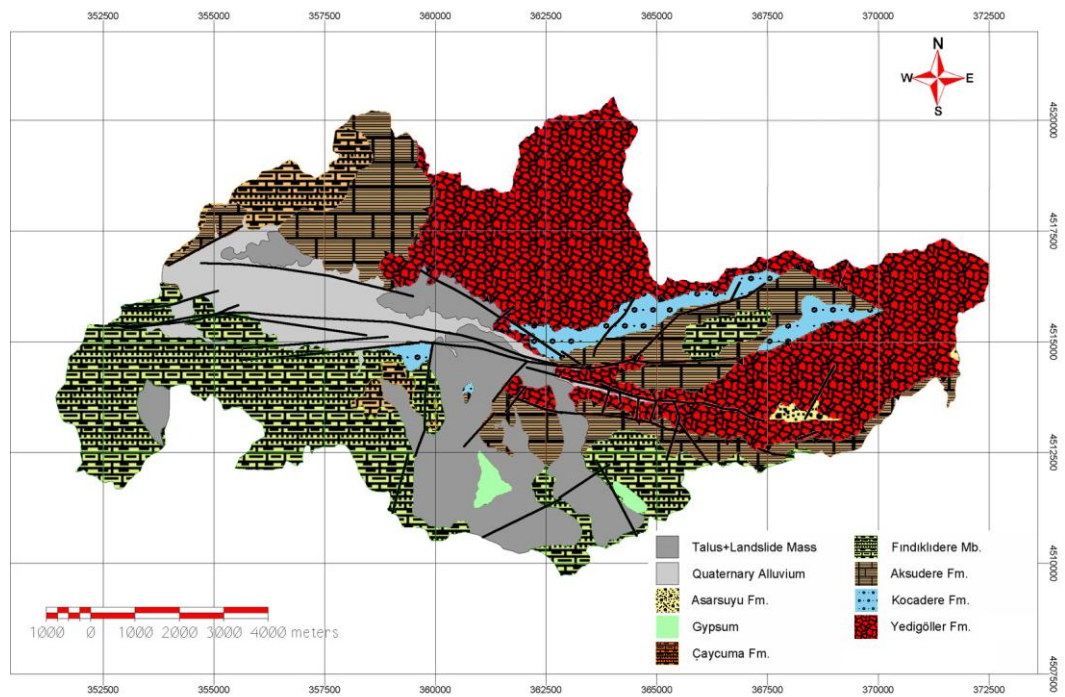 352500 355000 357500 360000 362500 365000 367500 370000 372500
N
W E
S
4520000
4517500
4515000
4512500
4510000
4507500
Talus+Landslide Mass
Quaternary Alluvium
Asarsuyu Fm.
Gypsum
Çaycuma Fm.
Fındıklıdere Mb.
Aksudere Fm.
Kocadere Fm.
Yedigöller Fm.
1000 0 1000 2000 3000 4000 meters
352500 355000 357500 360000 362500 365000 367500 370000 372500